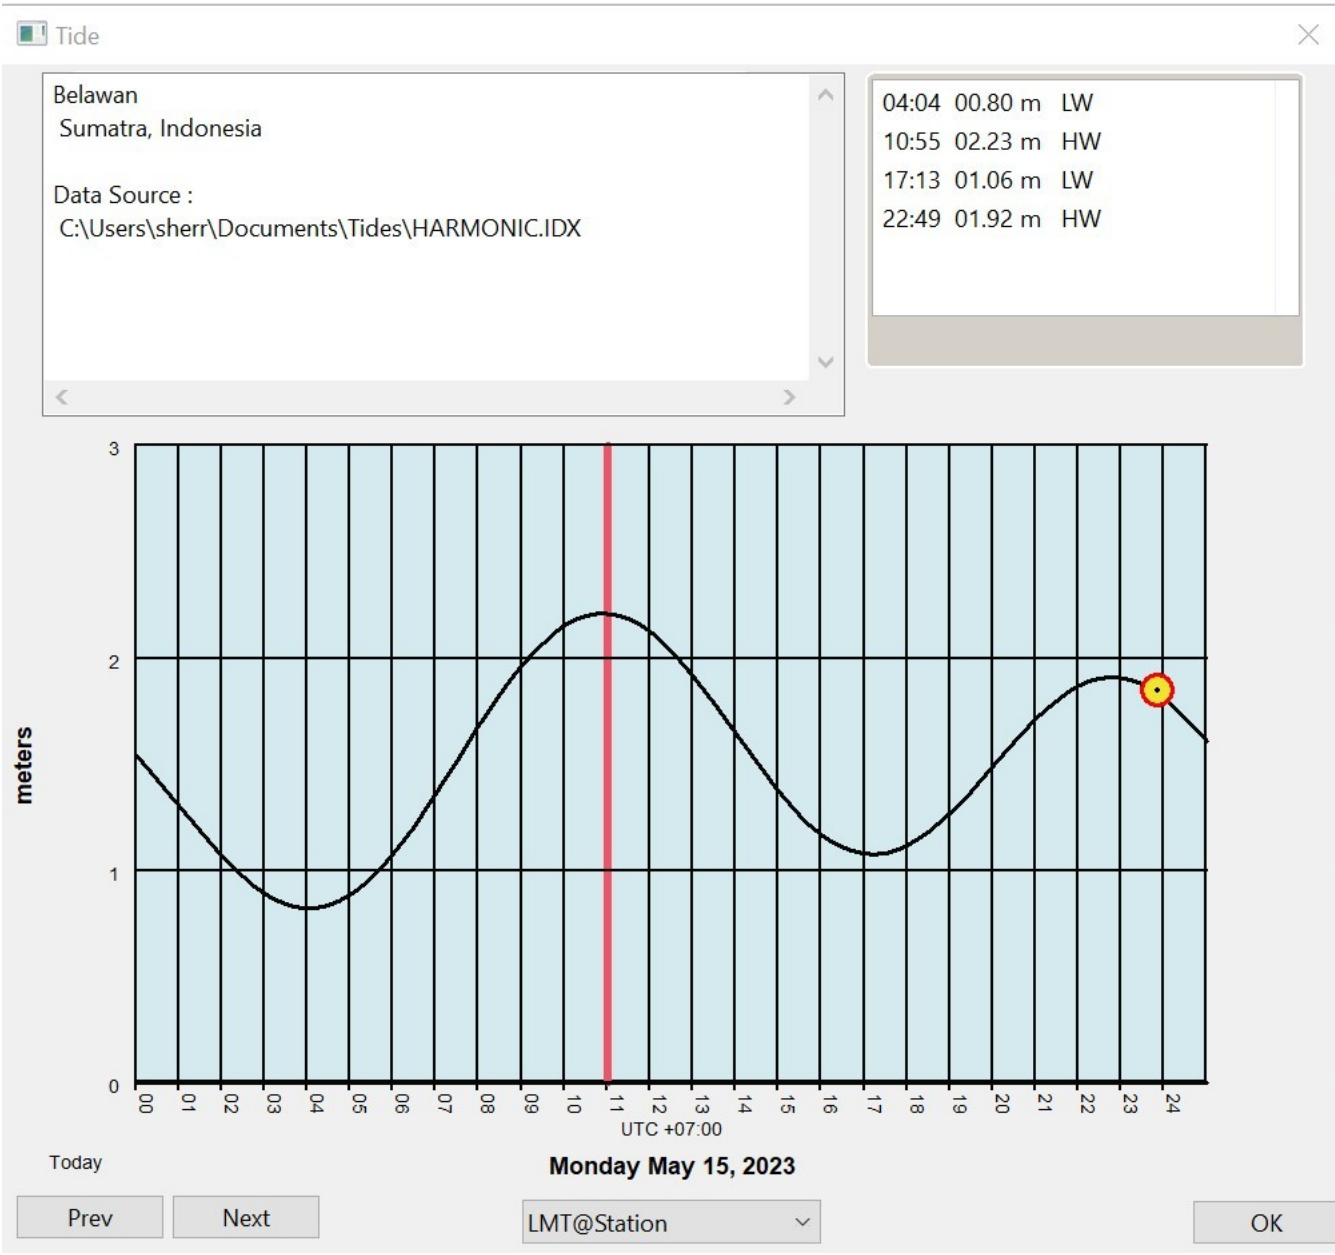 Tide
Belawan
Sumatra, Indonesia
Data Source :
C:\Users\sherr\Documents\Tides\HARMONIC.IDX
04:04 00.80 m LW
10:55 02.23 m HW
17:13 01.06 m LW
22:49 01.92 m HW
3
2
1
0
meters
00 01 02 03 04 05 06 07 08 09 10 11 12 13 14 15 16 17 18 19 20 21 22 23 24
UTC +07:00
Today
Monday May 15, 2023
Prev Next LMT@Station OK